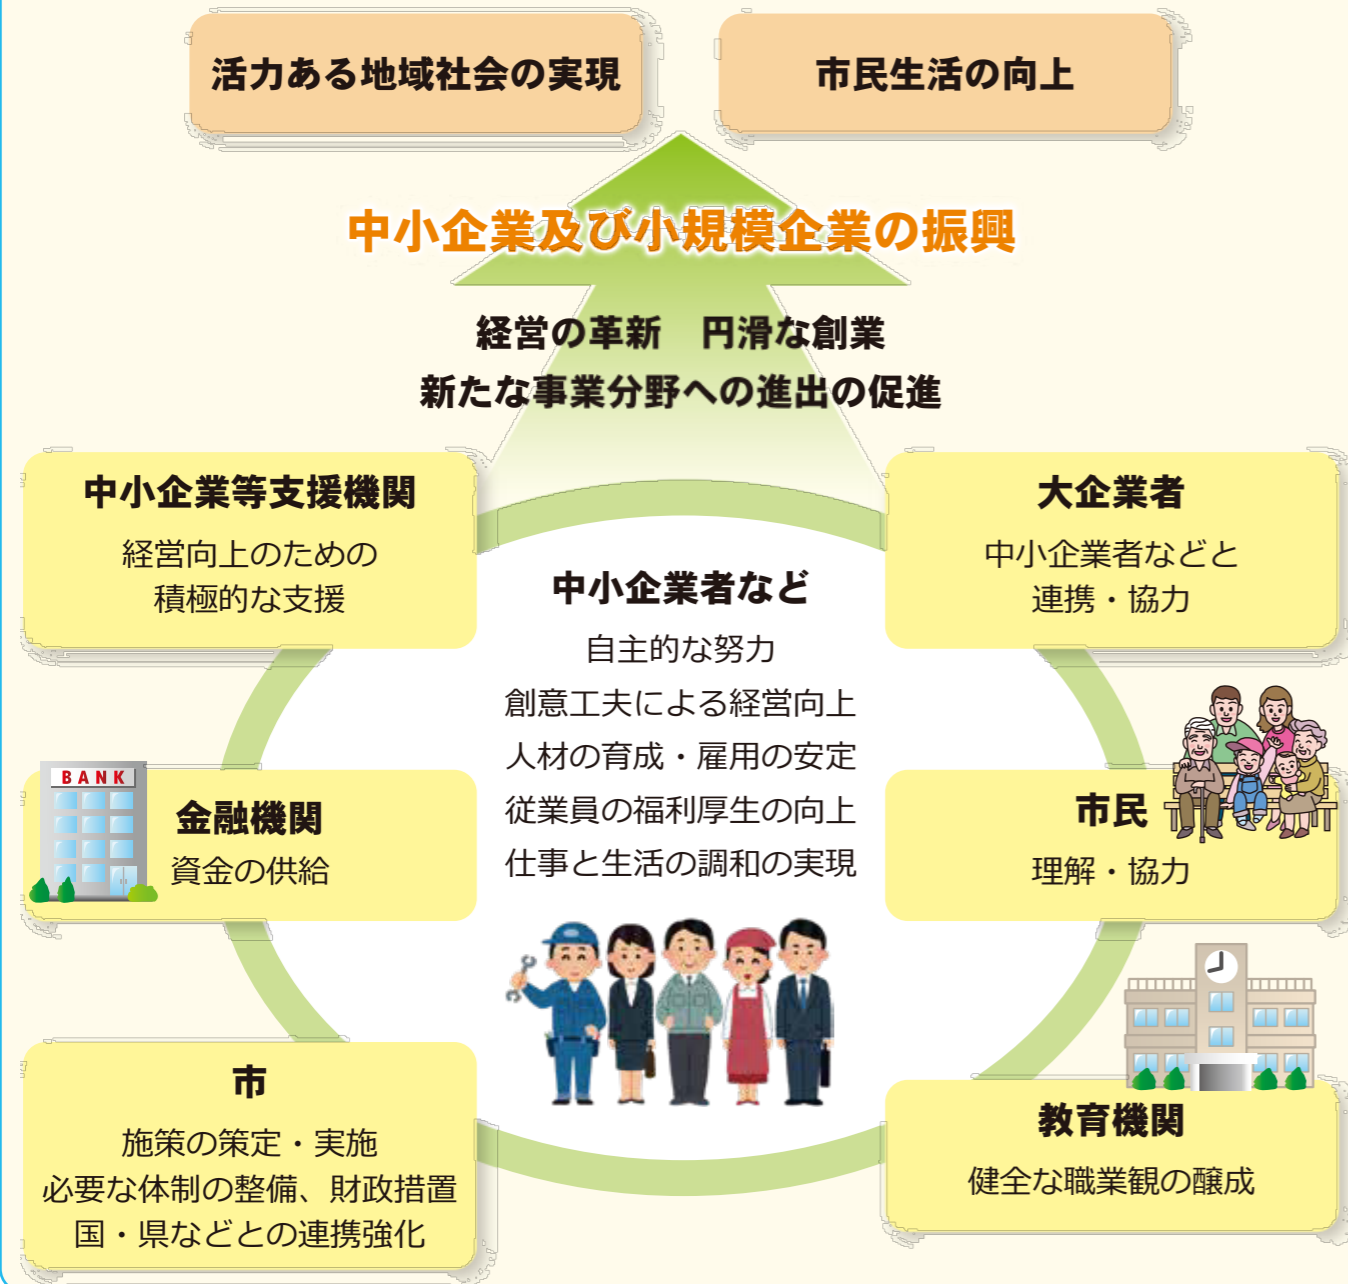 活力ある地域社会の実現
市民生活の向上
中小企業及び小規模企業の振興
経営の革新　円滑な創業
新たな事業分野への進出の促進
中小企業等支援機関
経営向上のための
積極的な支援
大企業者
中小企業者などと
連携・協力
中小企業者など
自主的な努力
創意工夫による経営向上
人材の育成・雇用の安定
従業員の福利厚生の向上
仕事と生活の調和の実現
BANK
金融機関
資金の供給
市民
理解・協力
市
施策の策定・実施
必要な体制の整備、財政措置
国・県などとの連携強化
教育機関
健全な職業観の醸成